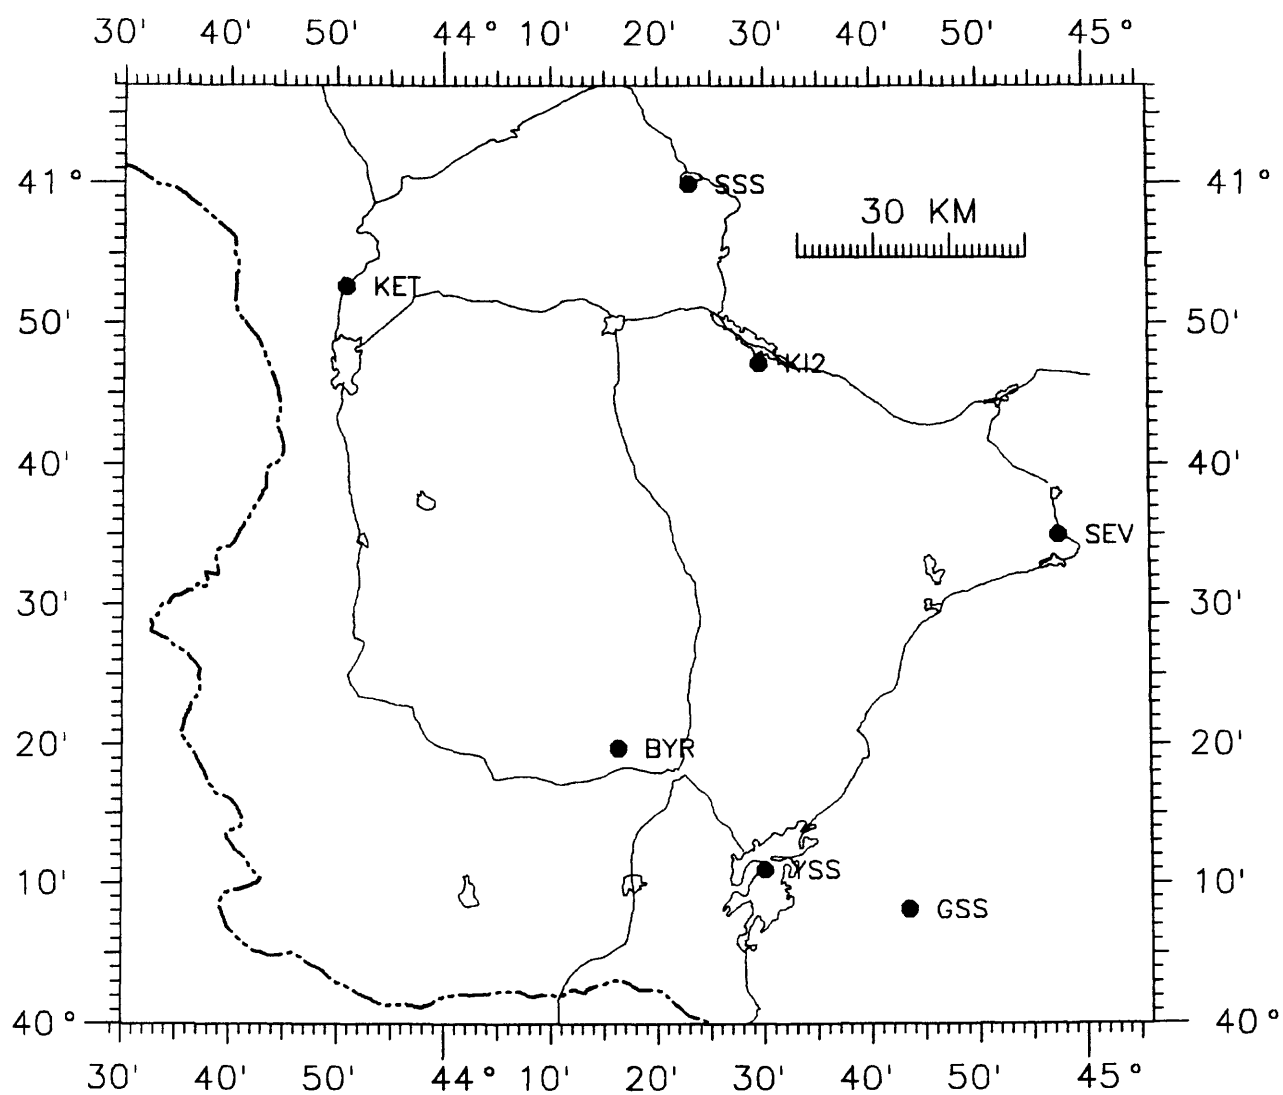 30' 40' 50' 44° 10' 20' 30' 40' 50' 45°
41° SSS 41°
30 KM
KET
50' 50'
KI2
40' 40'
SEV
30' 30'
20' BYR 20'
10' YSS 10'
GSS
40° 40°
30' 40' 50' 44° 10' 20' 30' 40' 50' 45°